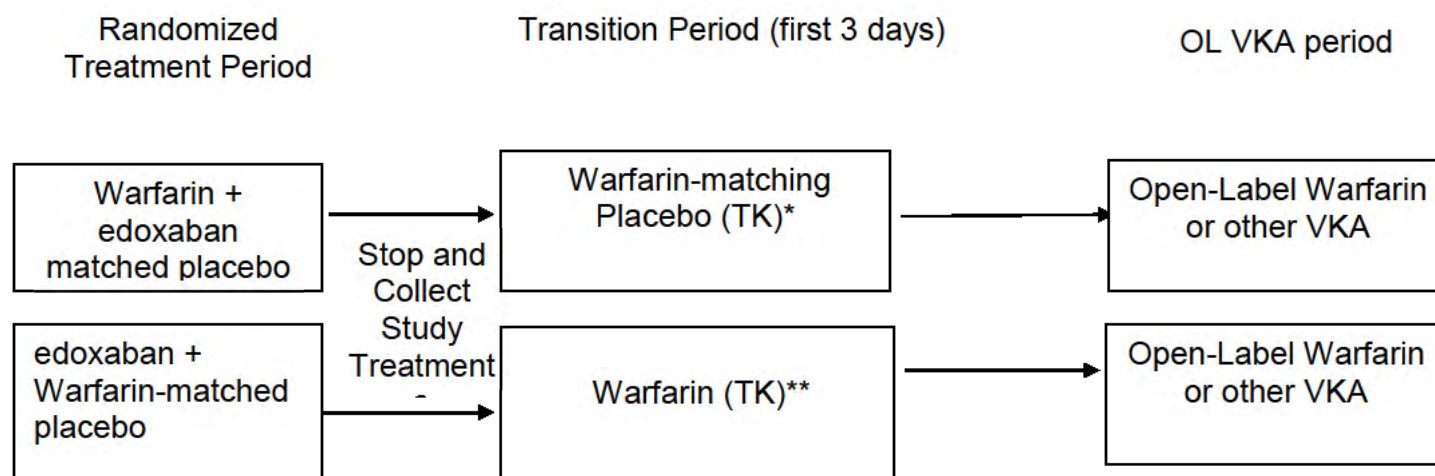 Randomized
Treatment Period
Transition Period (first 3 days)
OL VKA period
Warfarin +
edoxaban
matched placebo
Stop and
Collect
Study
Treatment
Warfarin-matching
Placebo (TK)*
Open-Label Warfarin
or other VKA
edoxaban +
Warfarin-matched
placebo
Warfarin (TK)**
Open-Label Warfarin
or other VKA